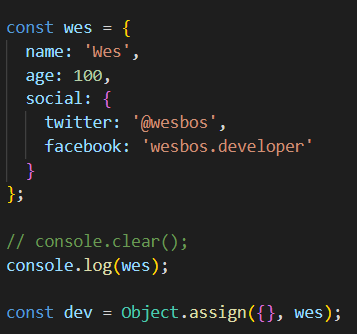 const wes = {
  name: 'Wes',
  age: 100,
  social: {
    twitter: '@wesbos',
    facebook: 'wesbos.developer'
  }
};
// console.clear();
console.log(wes);
const dev = Object.assign({}, wes);